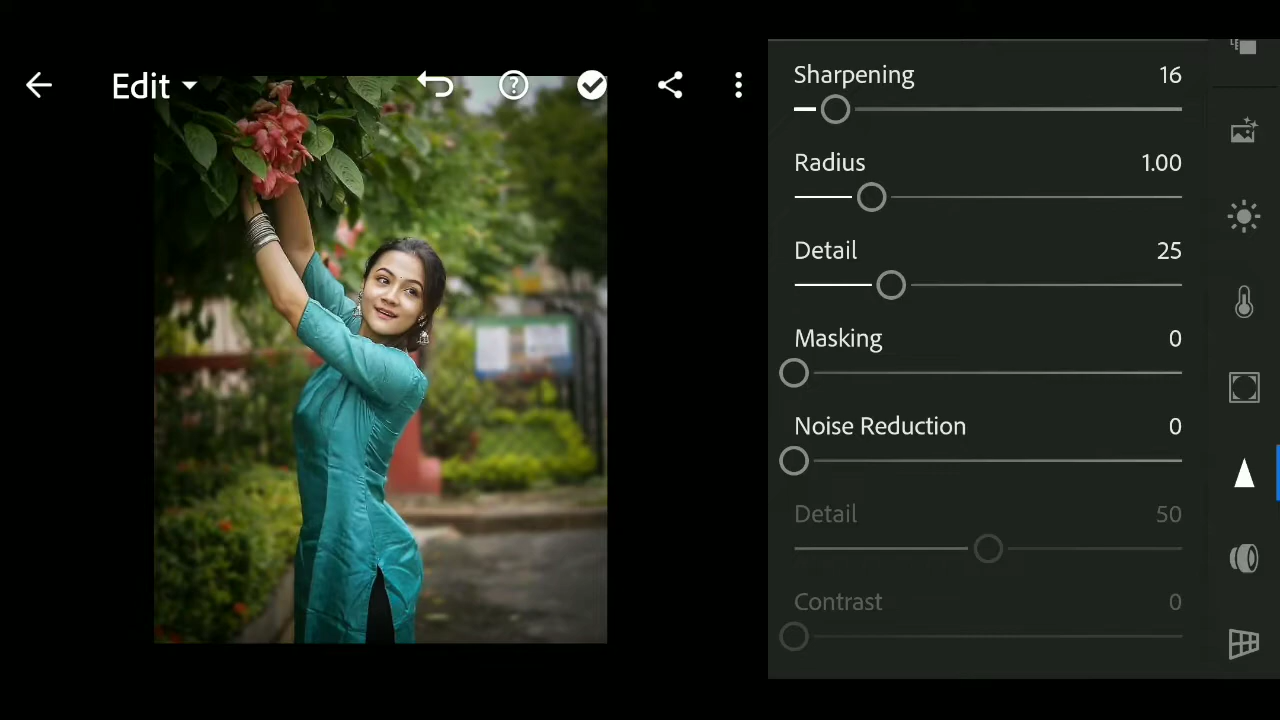 Edit
Sharpening 16
Radius 1.00
Detail 25
Masking 0
Noise Reduction 0
Detail 50
Contrast 0